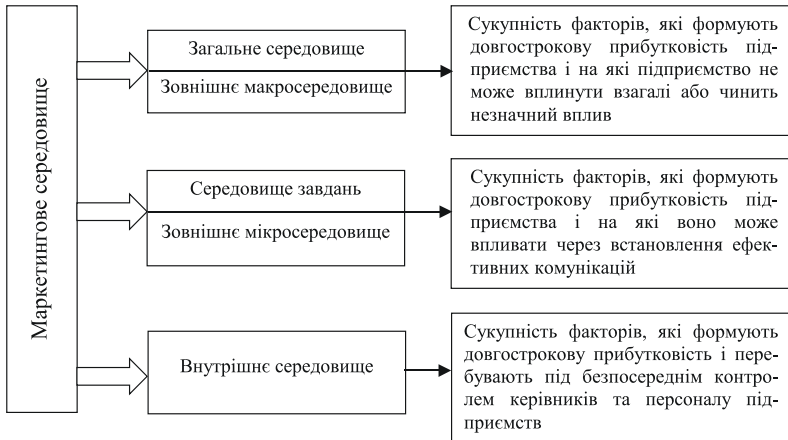 Маркетингове середовище
Загальне середовище
Зовнішнє макросередовище
Сукупність факторів, які формують
довгострокову прибутковість під-
приємства і на які підприємство не
може вплинути взагалі або чинить
незначний вплив
Середовище завдань
Зовнішнє мікросередовище
Сукупність факторів, які формують
довгострокову прибутковість під-
приємства і на які воно може
впливати через встановлення ефек-
тивних комунікацій
Внутрішнє середовище
Сукупність факторів, які формують
довгострокову прибутковість і пере-
бувають під безпосереднім контро-
лем керівників та персоналу під-
приємств